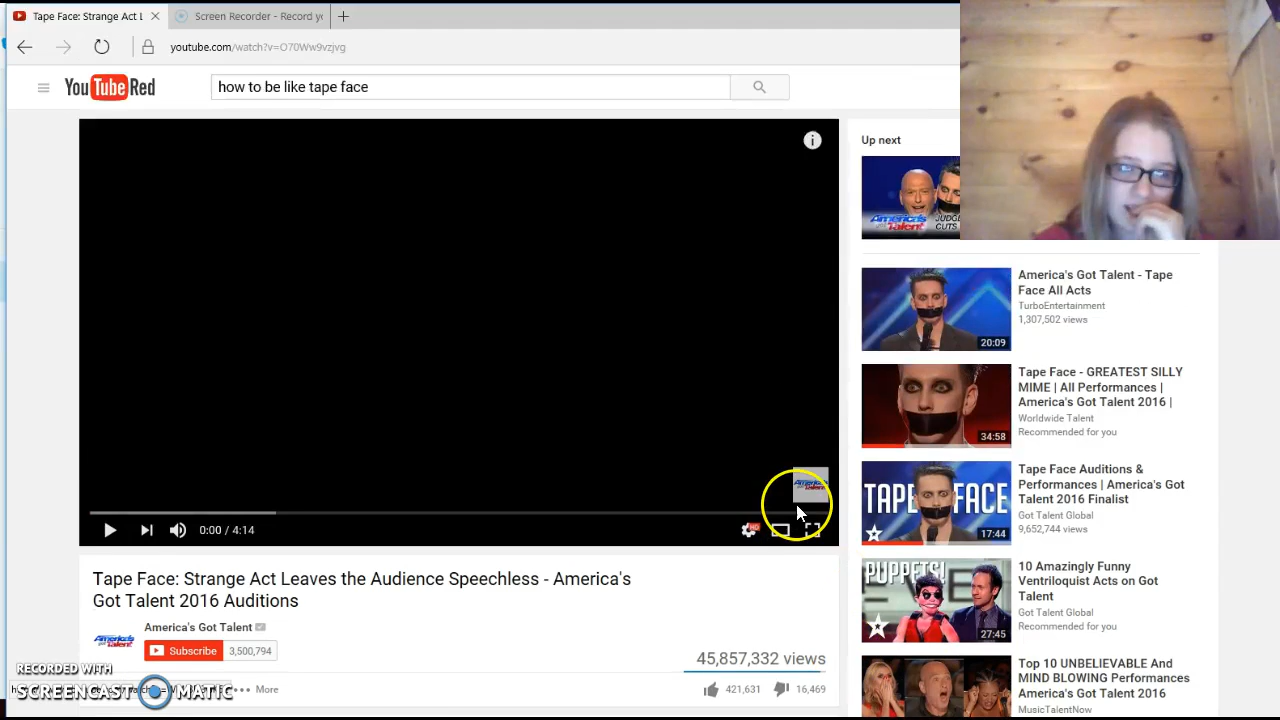 Tape Face: Strange Act L
Screen Recorder - Record yo
youtube.com/watch?v=O70Ww9vzjvg
YouTube Red
how to be like tape face
Up next
JUDGE
CUTS
America's Got Talent - Tape
Face All Acts
TurboEntertainment
1,307,502 views
20:09
Tape Face - GREATEST SILLY
MIME | All Performances |
America's Got Talent 2016 |
Worldwide Talent
Recommended for you
34:58
Tape Face Auditions &
Performances | America's Got
Talent 2016 Finalist
Got Talent Global
9,652,744 views
TAPE FACE
17:44
10 Amazingly Funny
Ventriloquist Acts on Got
Talent
Got Talent Global
Recommended for you
PUPPETS!
27:45
Top 10 UNBELIEVABLE And
MIND BLOWING Performances
America's Got Talent 2016
MusicTalentNow
0:00 / 4:14
HD
Tape Face: Strange Act Leaves the Audience Speechless - America's
Got Talent 2016 Auditions
America's Got Talent
Subscribe 3,500,794
45,857,332 views
421,631 16,469
More
RECORDED WITH
SCREENCAST MATIC